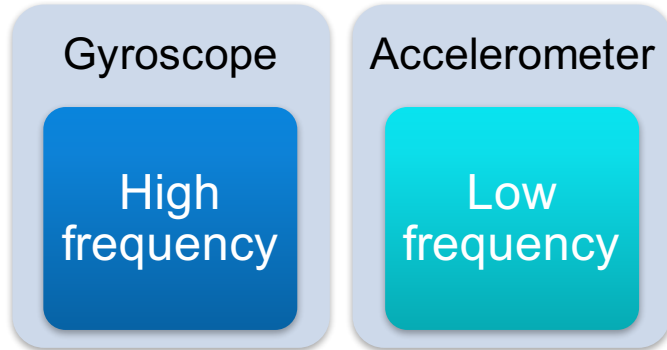 Gyroscope
High
frequency
Accelerometer
Low
frequency